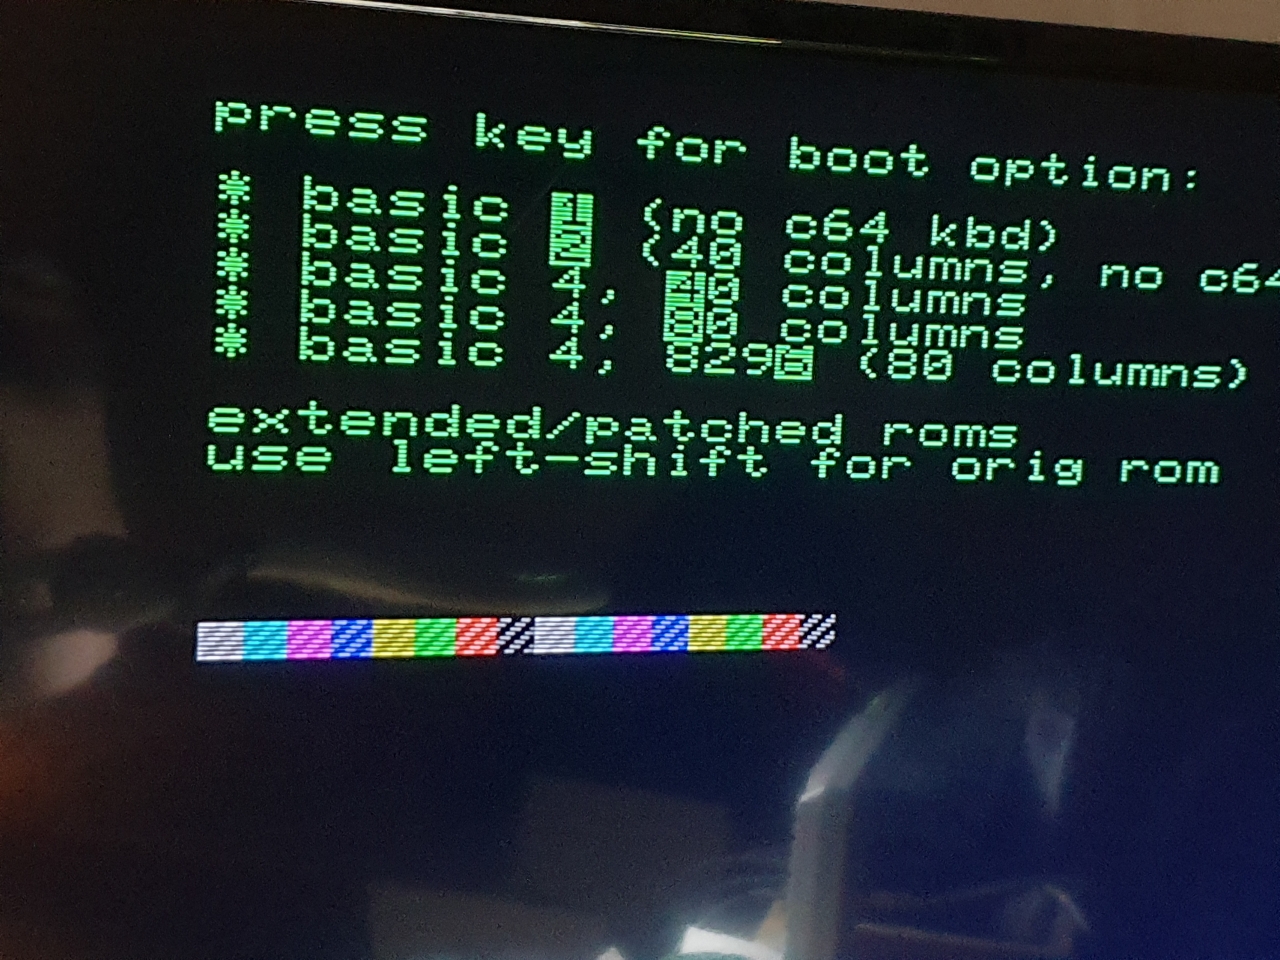 press key for boot option:
* basic 1 (no c64 kbd)
* basic 2 (40 columns, no c64
* basic 4, 40 columns
* basic 4, 80 columns
* basic 4, 8296 (80 columns)
extended/patched roms
use left-shift for orig rom